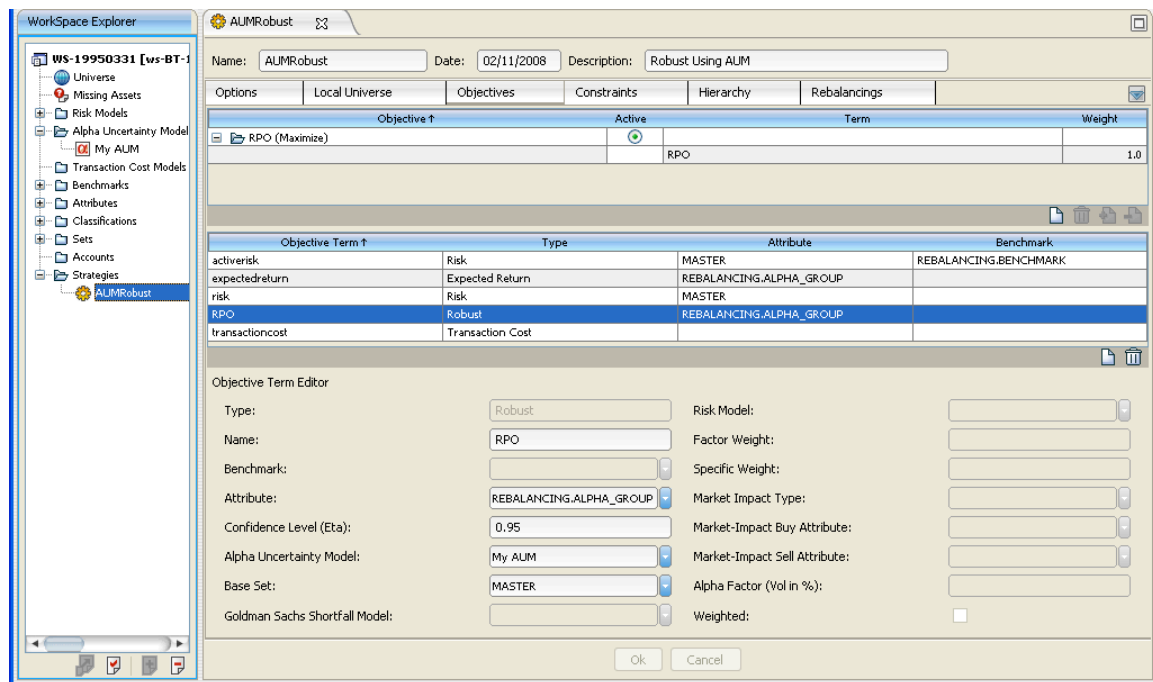 WorkSpace Explorer
WS-19950331 [ws-BT-1
Universe
Missing Assets
Risk Models
Alpha Uncertainty Model
α My AUM
Transaction Cost Models
Benchmarks
Attributes
Classifications
Sets
Accounts
Strategies
AUMRobust
AUMRobust
Name: AUMRobust Date: 02/11/2008 Description: Robust Using AUM
Options Local Universe Objectives Constraints Hierarchy Rebalancings
Objective ↑ Active Term Weight
RPO (Maximize)
RPO 1.0
Objective Term ↑ Type Attribute Benchmark
activerisk Risk MASTER REBALANCING.BENCHMARK
expectedreturn Expected Return REBALANCING.ALPHA_GROUP
risk Risk MASTER
RPO Robust REBALANCING.ALPHA_GROUP
transactioncost Transaction Cost
Objective Term Editor
Type: Robust Risk Model:
Name: RPO Factor Weight:
Benchmark: Specific Weight:
Attribute: REBALANCING.ALPHA_GROUP Market Impact Type:
Confidence Level (Eta): 0.95 Market-Impact Buy Attribute:
Alpha Uncertainty Model: My AUM Market-Impact Sell Attribute:
Base Set: MASTER Alpha Factor (Vol in %):
Goldman Sachs Shortfall Model: Weighted:
Ok Cancel